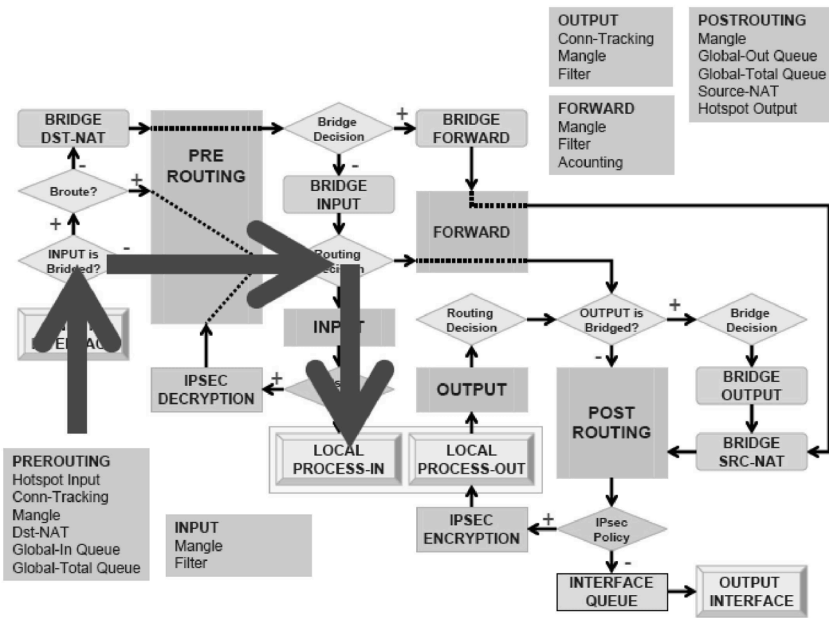 OUTPUT
Conn-Tracking
Mangle
Filter
POSTROUTING
Mangle
Global-Out Queue
Global-Total Queue
Source-NAT
Hotspot Output
FORWARD
Mangle
Filter
Acounting
BRIDGE
DST-NAT
PRE
ROUTING
Bridge
Decision
+
BRIDGE
FORWARD
-
-
Broute?
+
BRIDGE
INPUT
+
-
INPUT is
Bridged?
Routing
Decision
FORWARD
INPUT
Routing
Decision
OUTPUT is
Bridged?
+
Bridge
Decision
-
IPSEC
DECRYPTION
+
OUTPUT
POST
ROUTING
BRIDGE
OUTPUT
LOCAL
PROCESS-IN
LOCAL
PROCESS-OUT
BRIDGE
SRC-NAT
PREROUTING
Hotspot Input
Conn-Tracking
Mangle
Dst-NAT
Global-In Queue
Global-Total Queue
INPUT
Mangle
Filter
IPSEC
ENCRYPTION
+
IPsec
Policy
-
INTERFACE
QUEUE
OUTPUT
INTERFACE